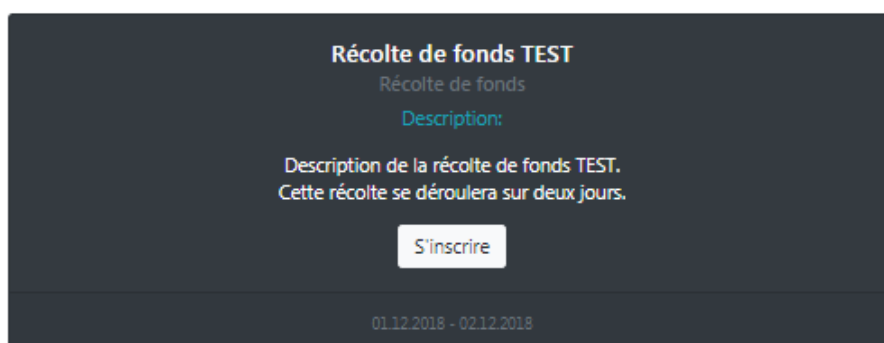 Récolte de fonds TEST
Récolte de fonds
Description:
Description de la récolte de fonds TEST.
Cette récolte se déroulera sur deux jours.
S'inscrire
01.12.2018 - 02.12.2018